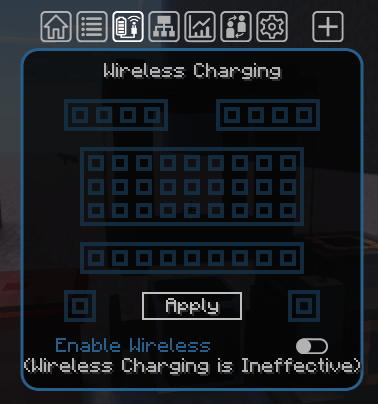 Wireless Charging
Apply
Enable Wireless
(Wireless Charging is Ineffective)